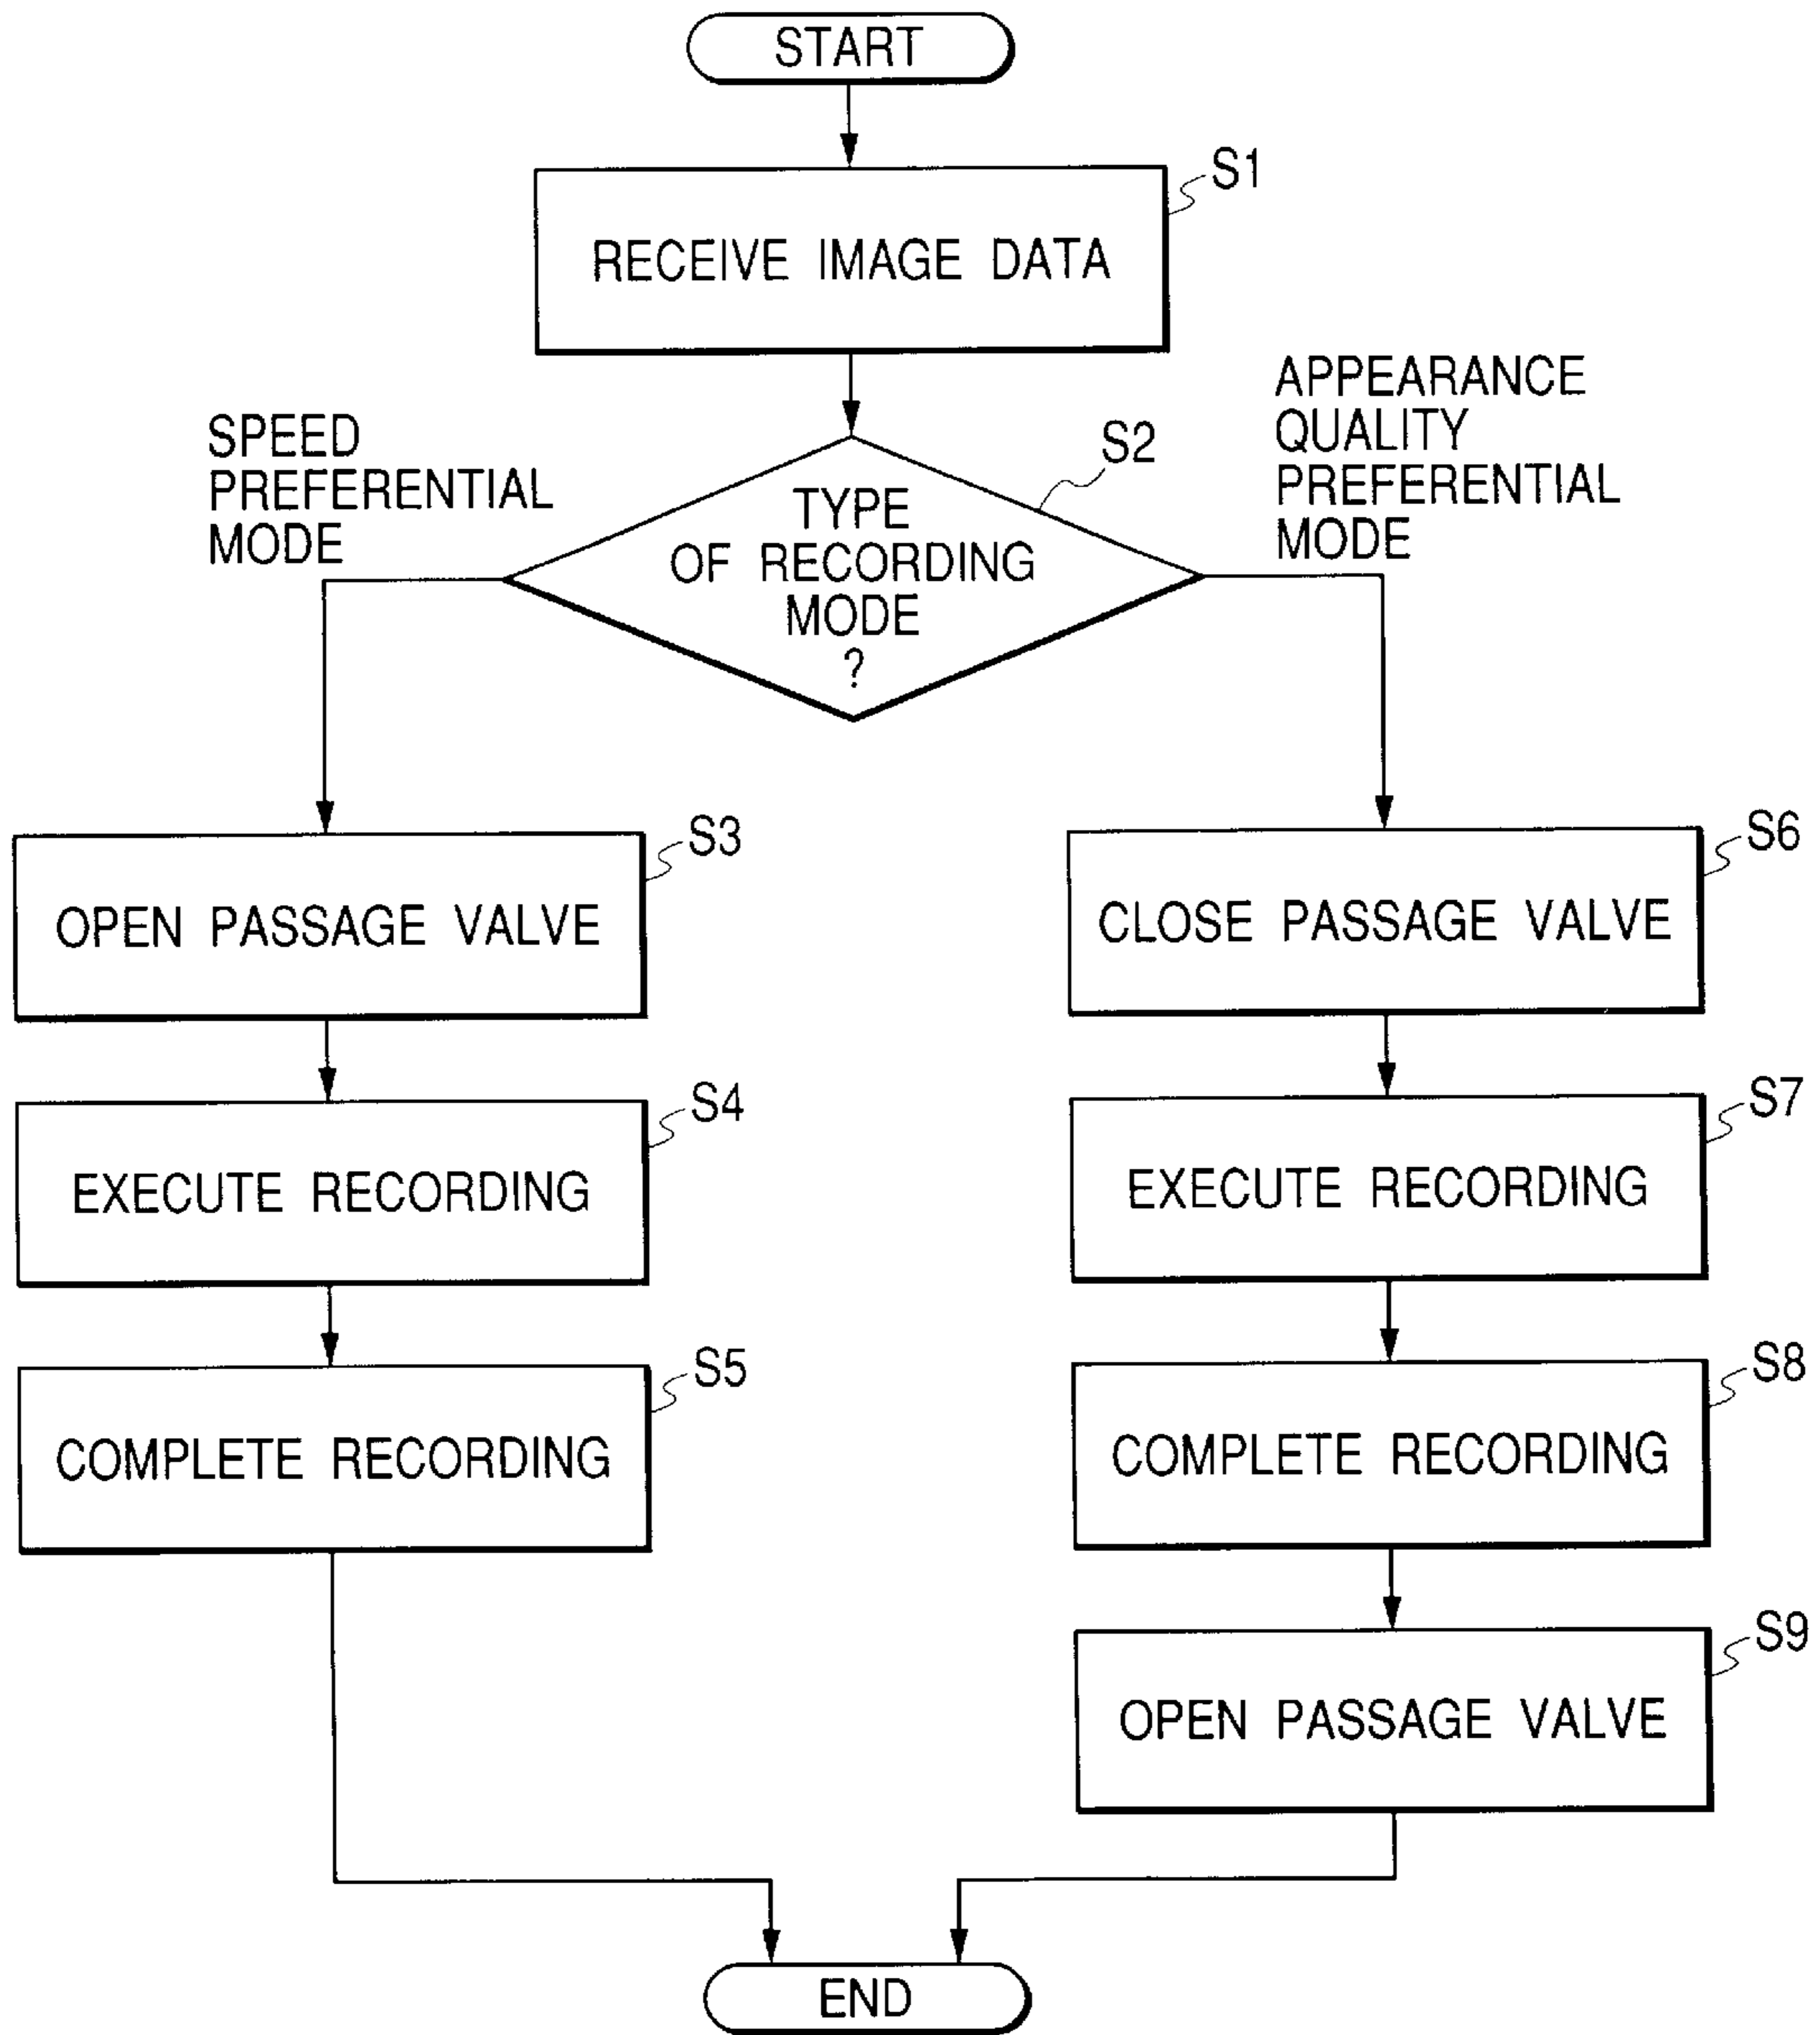 START
S1
RECEIVE IMAGE DATA
SPEED
PREFERENTIAL
MODE
S2
TYPE
OF RECORDING
MODE
?
APPEARANCE
QUALITY
PREFERENTIAL
MODE
S3
OPEN PASSAGE VALVE
S4
EXECUTE RECORDING
S5
COMPLETE RECORDING
S6
CLOSE PASSAGE VALVE
S7
EXECUTE RECORDING
S8
COMPLETE RECORDING
S9
OPEN PASSAGE VALVE
END